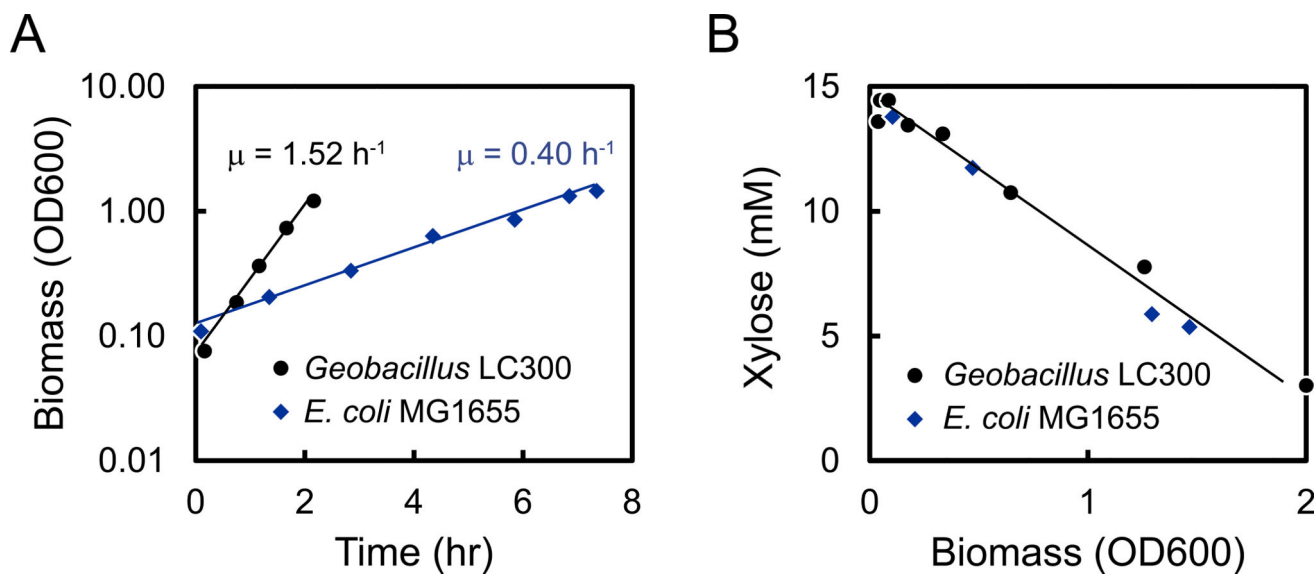 A
Biomass (OD600)
10.00
1.00
0.10
0.01
μ = 1.52 h-1
μ = 0.40 h-1
Geobacillus LC300
E. coli MG1655
0 2 4 6 8
Time (hr)
B
Xylose (mM)
15
10
5
0
Geobacillus LC300
E. coli MG1655
0 1 2
Biomass (OD600)